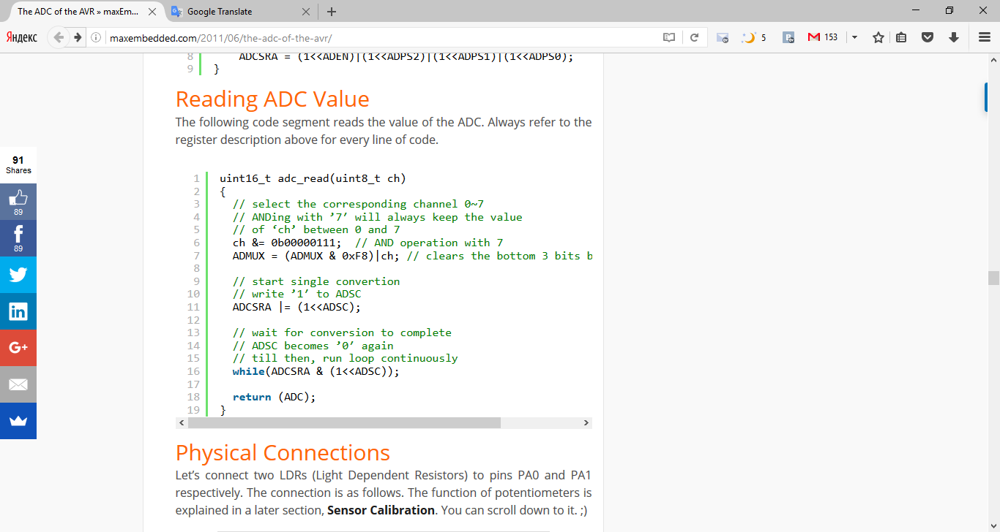 The ADC of the AVR » maxEm...
Google Translate
Яндекс
maxembedded.com/2011/06/the-adc-of-the-avr/
5
153
8 ADCSRA = (1<<ADEN)|(1<<ADPS2)|(1<<ADPS1)|(1<<ADPS0);
9 }
Reading ADC Value
The following code segment reads the value of the ADC. Always refer to the
register description above for every line of code.
91
Shares
89
89
1 uint16_t adc_read(uint8_t ch)
2 {
3 // select the corresponding channel 0~7
4 // ANDing with ’7′ will always keep the value
5 // of ‘ch’ between 0 and 7
6 ch &= 0b00000111; // AND operation with 7
7 ADMUX = (ADMUX & 0xF8)|ch; // clears the bottom 3 bits b
8
9 // start single convertion
10 // write ’1′ to ADSC
11 ADCSRA |= (1<<ADSC);
12
13 // wait for conversion to complete
14 // ADSC becomes ’0′ again
15 // till then, run loop continuously
16 while(ADCSRA & (1<<ADSC));
17
18 return (ADC);
19 }
Physical Connections
Let’s connect two LDRs (Light Dependent Resistors) to pins PA0 and PA1
respectively. The connection is as follows. The function of potentiometers is
explained in a later section, Sensor Calibration. You can scroll down to it. ;)